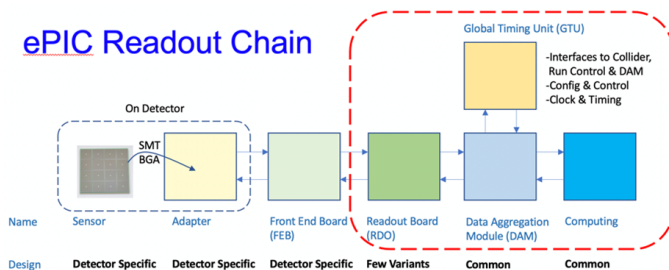 ePIC Readout Chain
Global Timing Unit (GTU)
-Interfaces to Collider,
Run Control & DAM
-Config & Control
-Clock & Timing
On Detector
SMT
BGA
Name
Sensor
Adapter
Front End Board
(FEB)
Readout Board
(RDO)
Data Aggregation
Module (DAM)
Computing
Design
Detector Specific
Detector Specific
Detector Specific
Few Variants
Common
Common